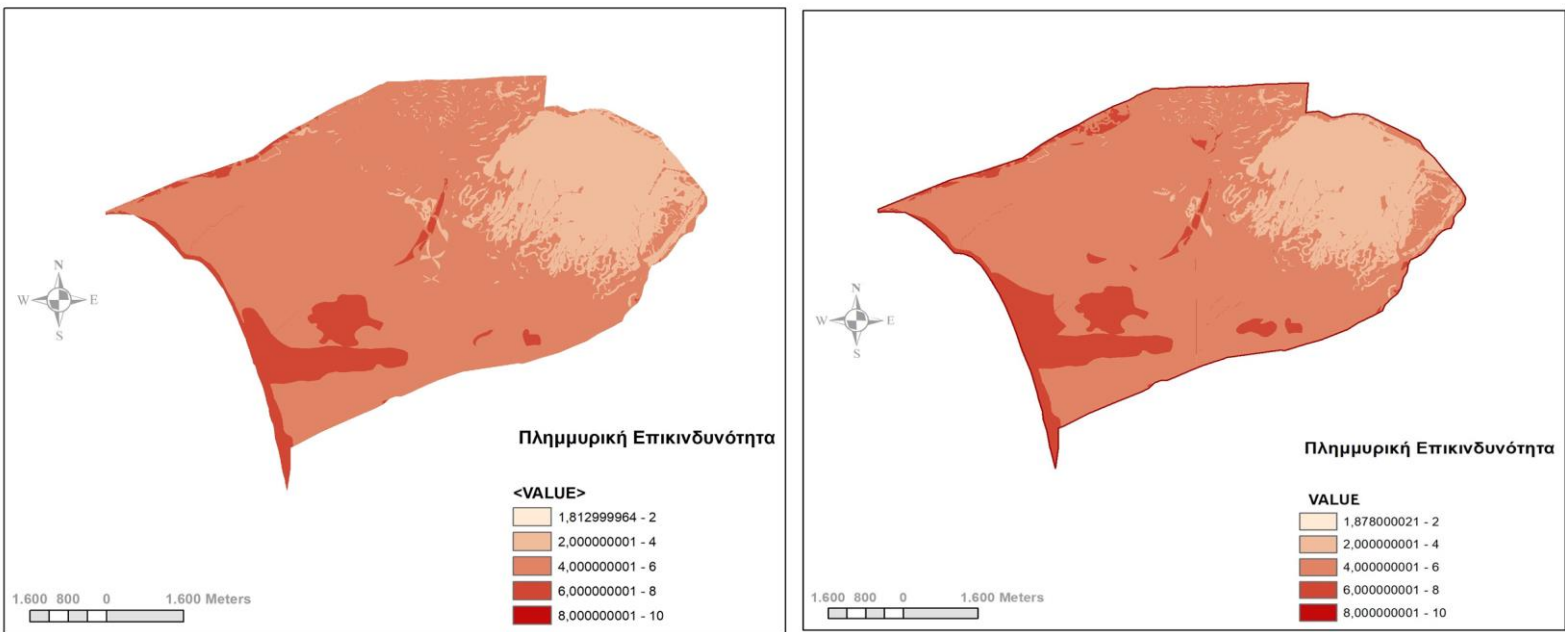 N
W E
S
Πλημμυρική Επικινδυνότητα
<VALUE>
1,812999964 - 2
2,000000001 - 4
4,000000001 - 6
6,000000001 - 8
8,000000001 - 10
1.600 800 0 1.600 Meters
N
W E
S
Πλημμυρική Επικινδυνότητα
VALUE
1,878000021 - 2
2,000000001 - 4
4,000000001 - 6
6,000000001 - 8
8,000000001 - 10
1.600 800 0 1.600 Meters